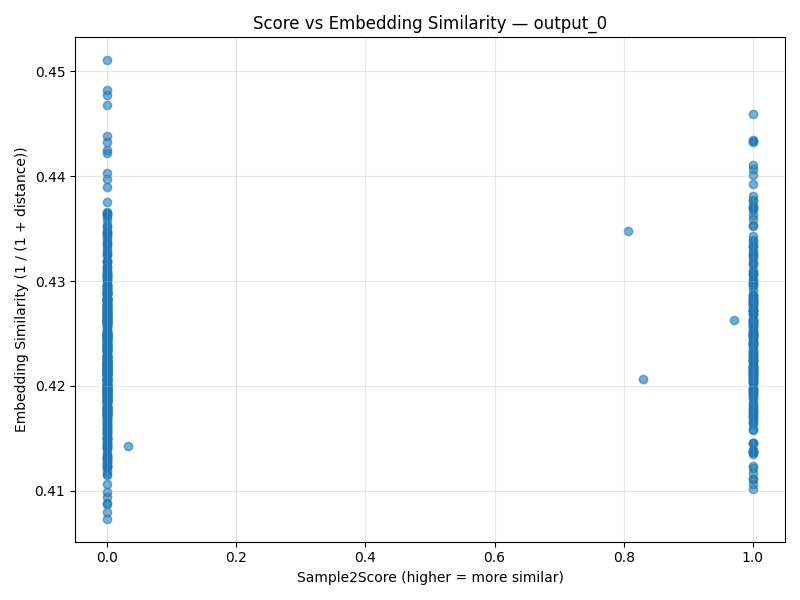 Score vs Embedding Similarity — output_0
Embedding Similarity (1 / (1 + distance))
0.45
0.44
0.43
0.42
0.41
0.0 0.2 0.4 0.6 0.8 1.0
Sample2Score (higher = more similar)